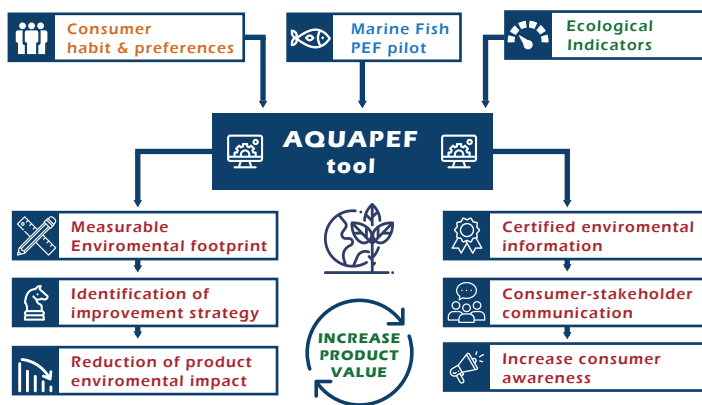 Consumer
habit & preferences
Marine Fish
PEF pilot
Ecological
Indicators
AQUAPEF
tool
Measurable
Enviromental footprint
Identification of
improvement strategy
Reduction of product
enviromental impact
INCREASE
PRODUCT
VALUE
Certified enviromental
information
Consumer-stakeholder
communication
Increase consumer
awareness